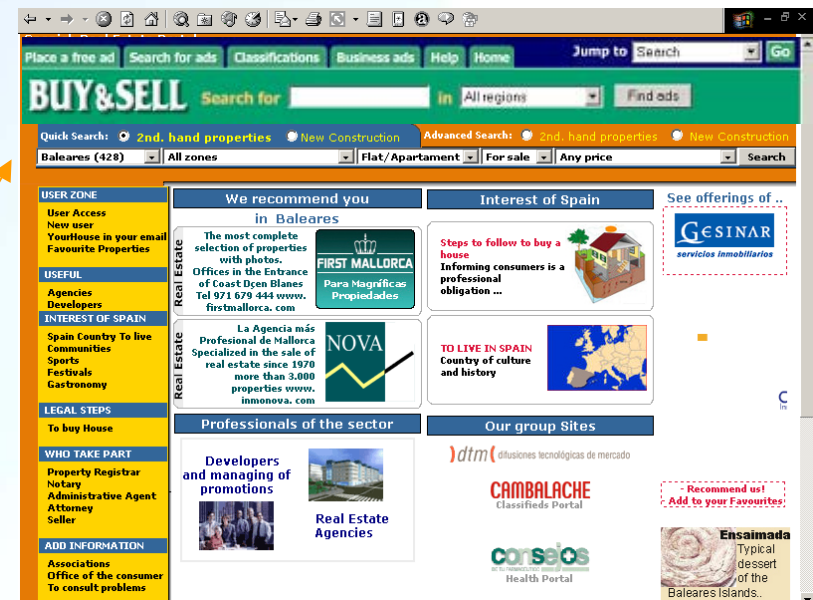 Place a free ad Search for ads Classifications Business ads Help Home Jump to Search Go
BUY&SELL Search for in All regions Find ads
Quick Search: 2nd. hand properties New Construction Advanced Search: 2nd. hand properties New Construction
Baleares (428) All zones Flat/Apartament For sale Any price Search
USER ZONE
User Access
New user
YourHouse in your email
Favourite Properties
USEFUL
Agencies
Developers
INTEREST OF SPAIN
Spain Country To live
Communities
Sports
Festivals
Gastronomy
LEGAL STEPS
To buy House
WHO TAKE PART
Property Registrar
Notary
Administrative Agent
Attorney
Seller
ADD INFORMATION
Associations
Office of the consumer
To consult problems
We recommend you
in Baleares
Real Estate
The most complete
selection of properties
with photos.
Offices in the Entrance
of Coast Dçen Blanes
Tel 971 679 444 www.
firstmallorca. com
FIRST MALLORCA
Para Magníficas
Propiedades
Real Estate
La Agencia más
Profesional de Mallorca
Specialized in the sale of
real estate since 1970
more than 3.000
properties www.
inmonova. com
NOVA
Professionals of the sector
Developers
and managing of
promotions
Real Estate
Agencies
Interest of Spain
Steps to follow to buy a
house
Informing consumers is a
professional
obligation ...
TO LIVE IN SPAIN
Country of culture
and history
Our group Sites
)dtm( difusiones tecnológicas de mercado
CAMBALACHE
Classifieds Portal
consejos
Health Portal
See offerings of ..
GESINAR
servicios inmobiliarios
- Recommend us!
- Add to your Favourites
Ensaimada
Typical
dessert
of the
Baleares Islands..